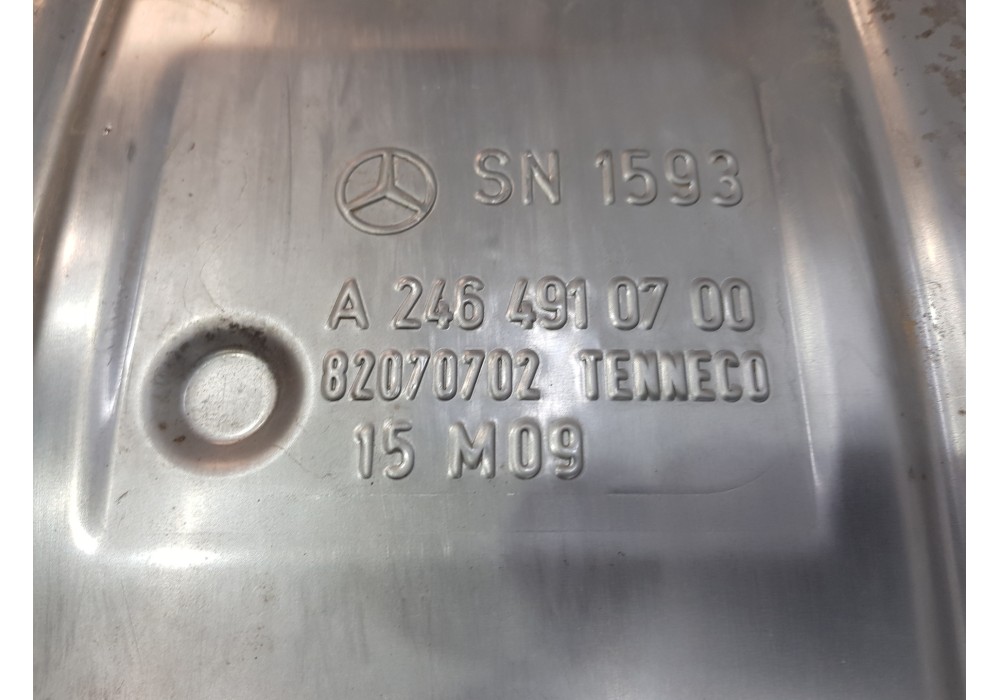 SN 1593
A 246 491 07 00
82070702 TENNECO
15 M09